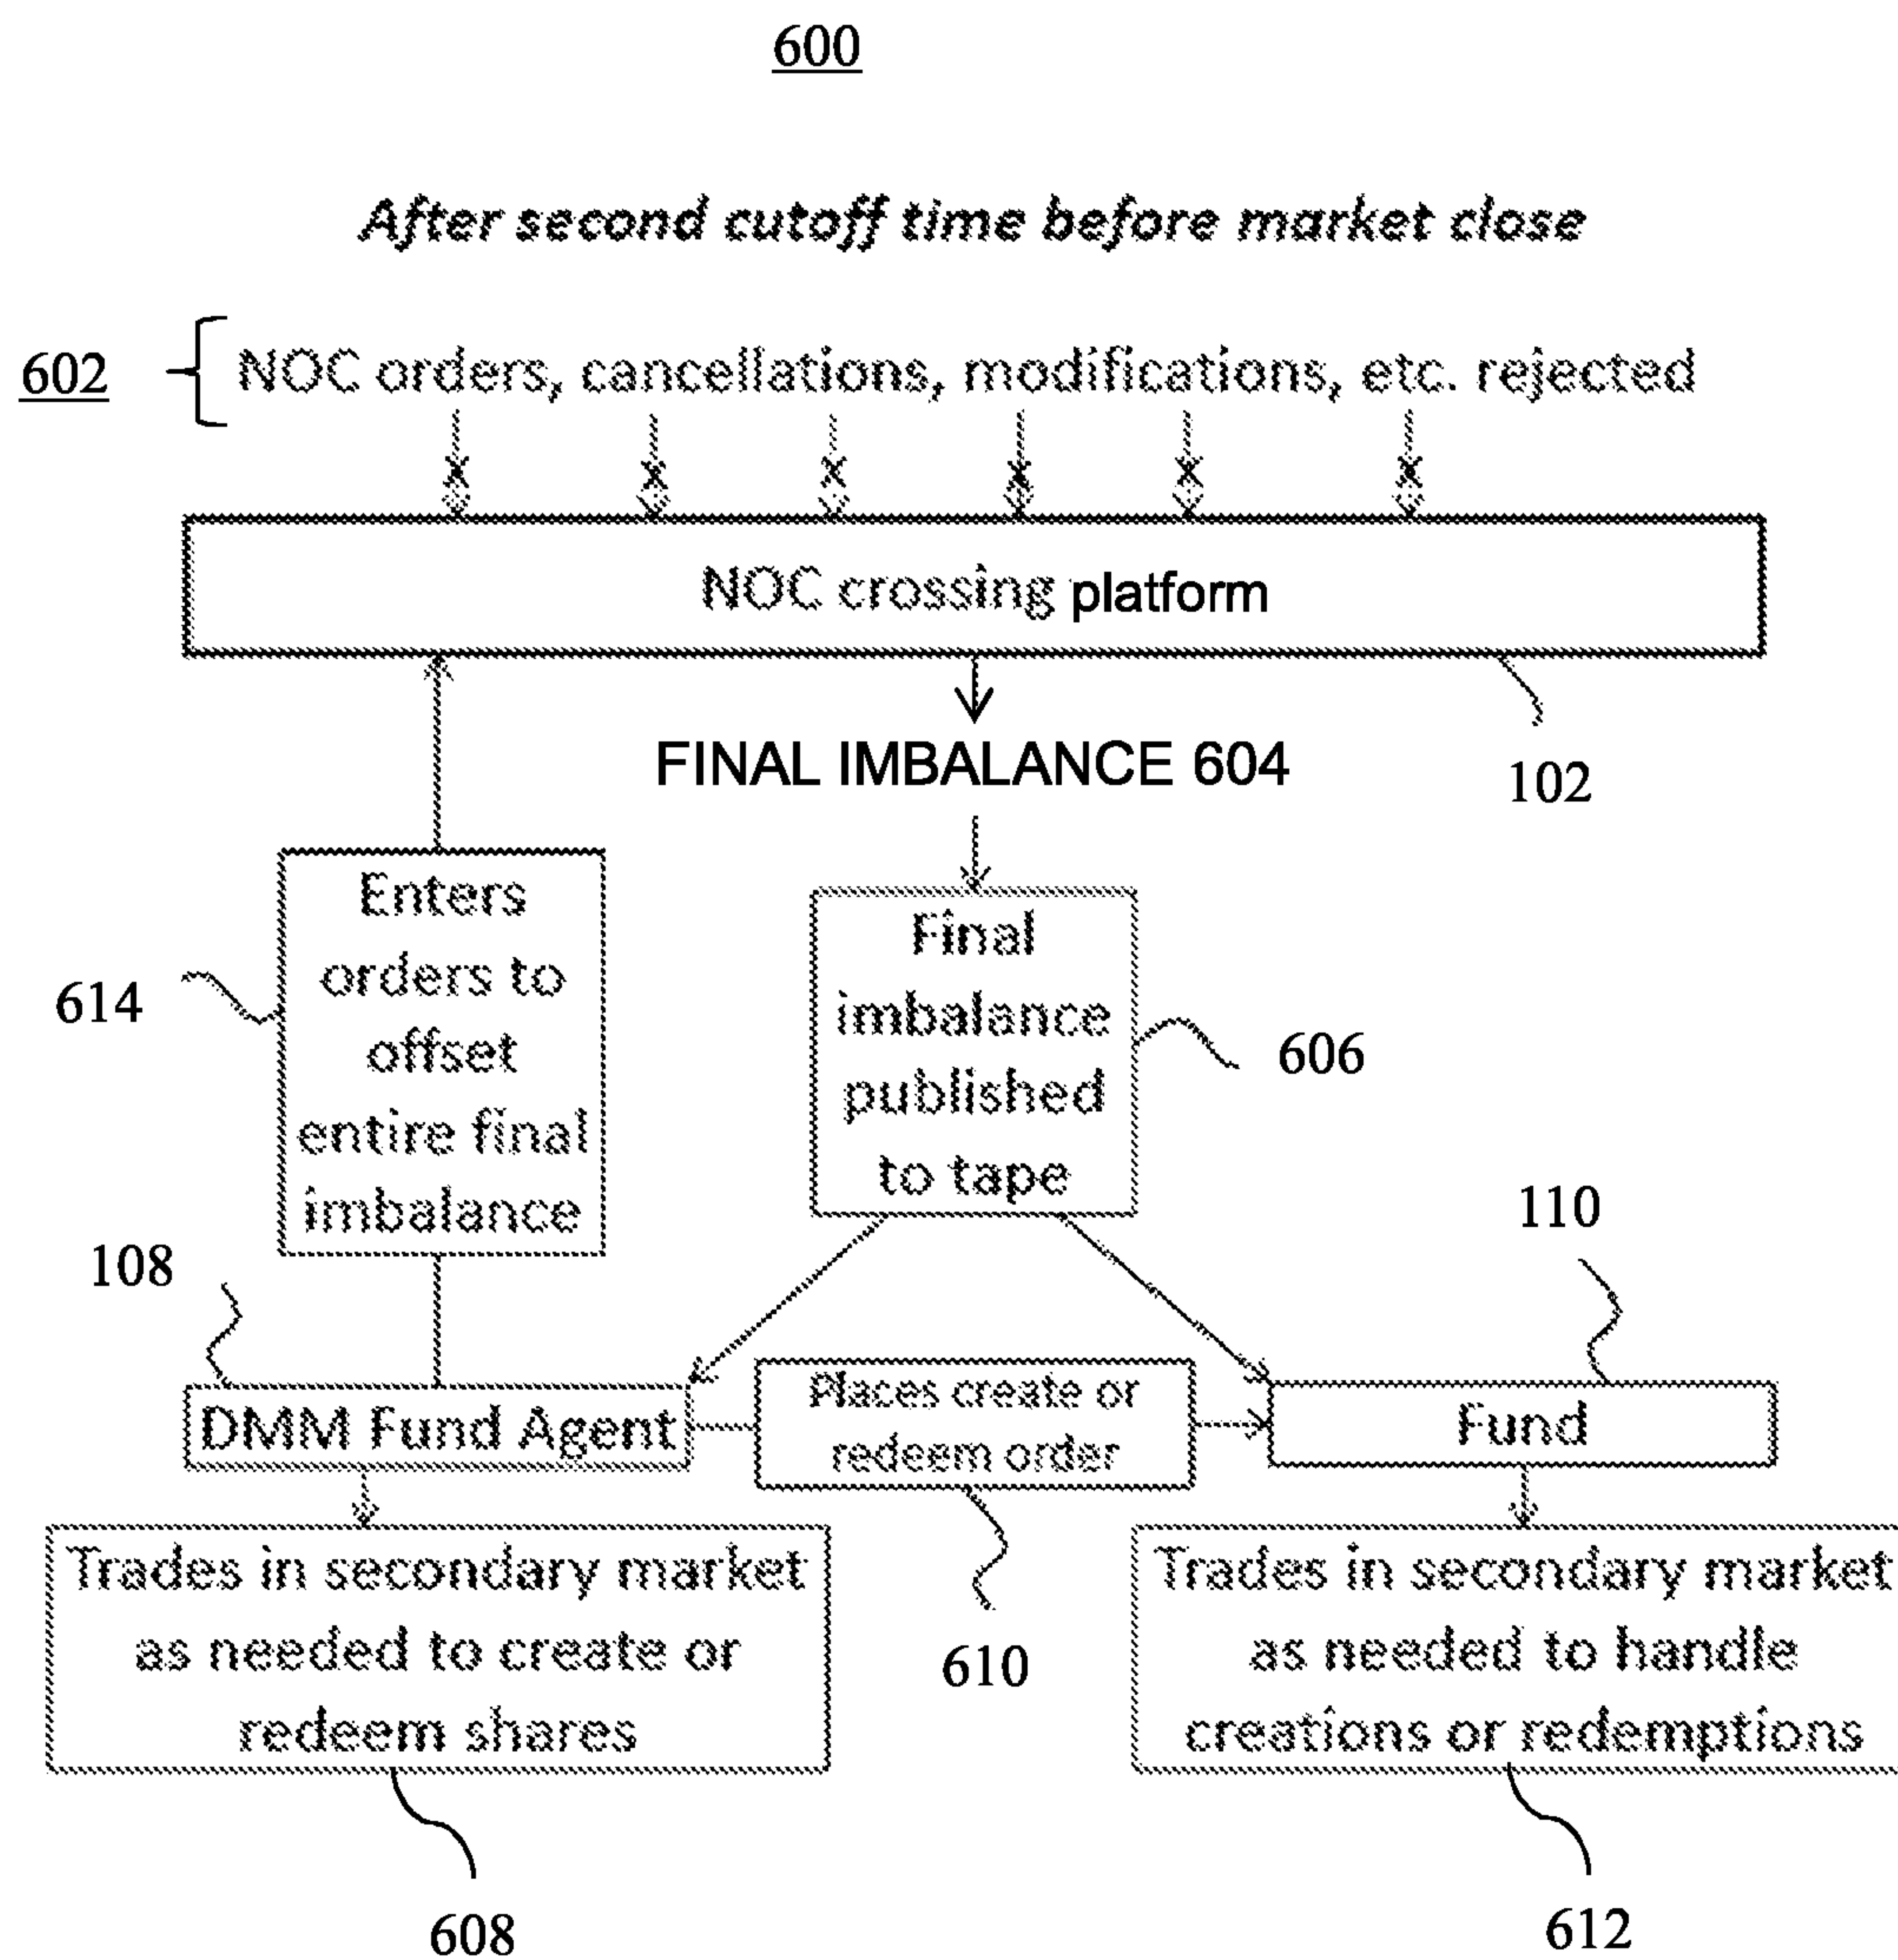 600
After second cutoff time before market close
602
NOC orders, cancellations, modifications, etc. rejected
X X X X X X
NOC crossing platform
102
FINAL IMBALANCE 604
Enters
orders to
offset
entire final
imbalance
614
Final
imbalance
published
to tape
606
108
110
DMM Fund Agent
Places create or
redeem order
610
Fund
Trades in secondary market
as needed to create or
redeem shares
608
Trades in secondary market
as needed to handle
creations or redemptions
612